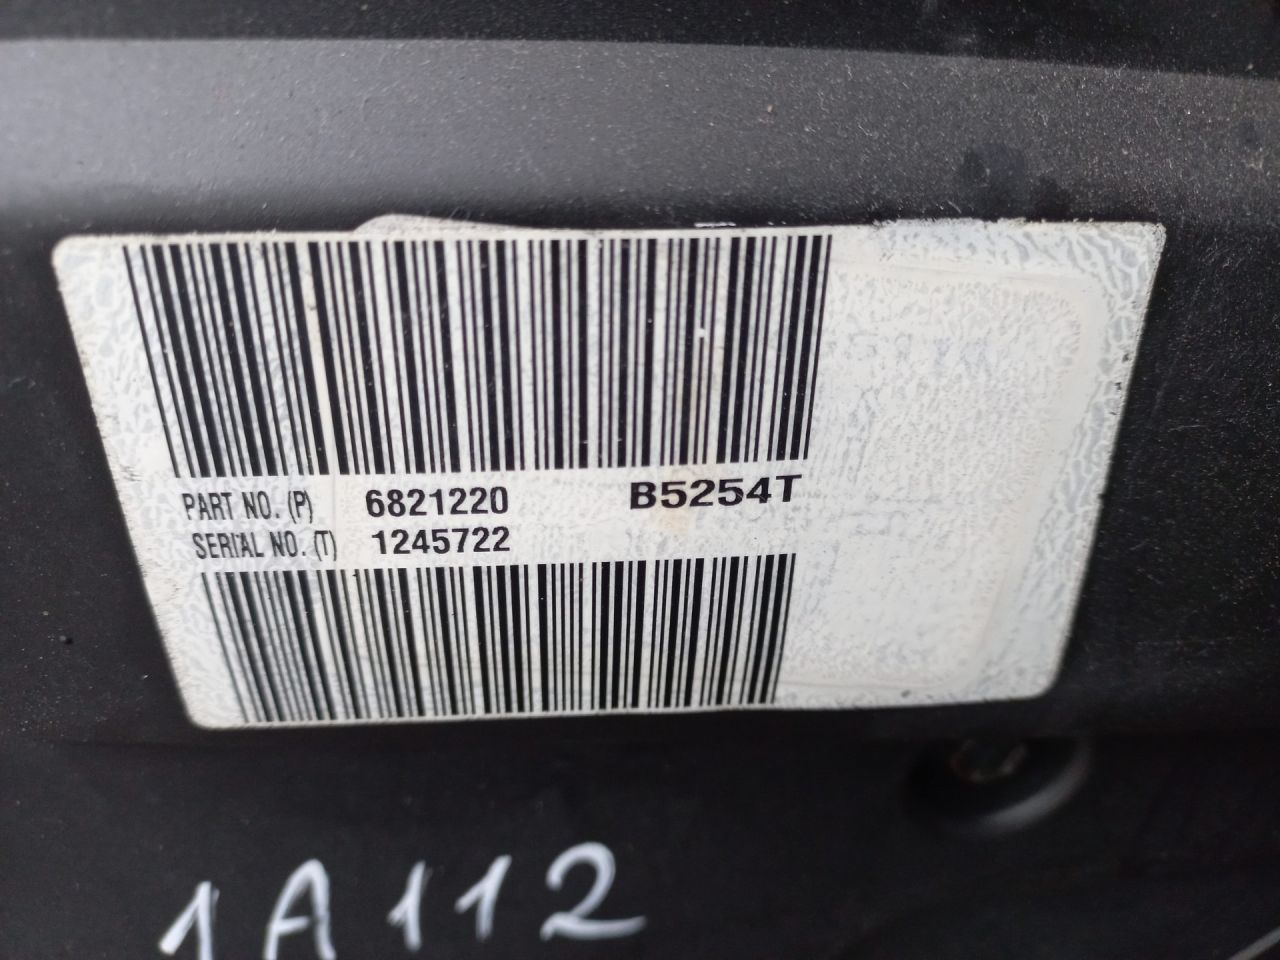 PART NO. (P) 6821220 B5254T
SERIAL NO. (T) 1245722
1A112